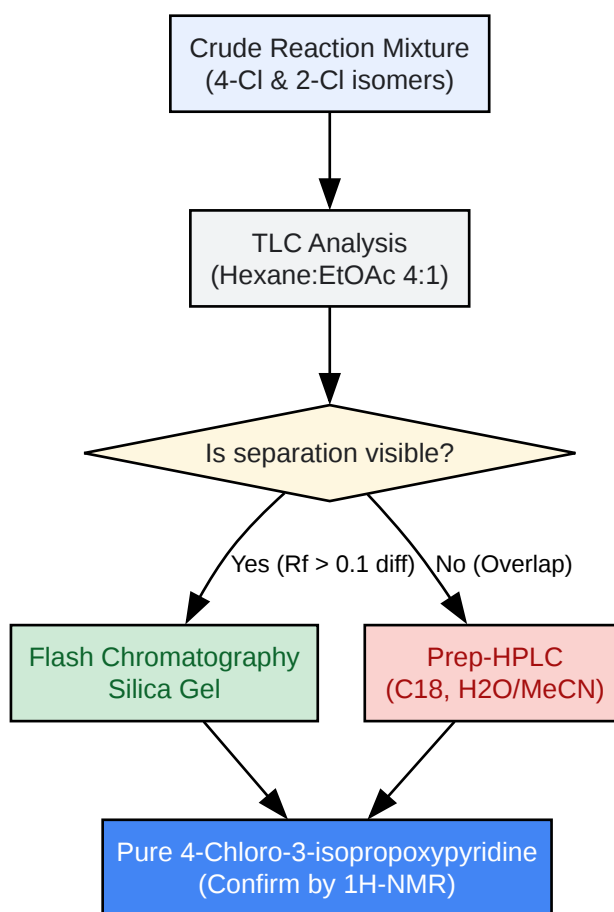 Crude Reaction Mixture
(4-Cl & 2-Cl isomers)
TLC Analysis
(Hexane:EtOAc 4:1)
Is separation visible?
Yes (Rf > 0.1 diff)
No (Overlap)
Flash Chromatography
Silica Gel
Prep-HPLC
(C18, H2O/MeCN)
Pure 4-Chloro-3-isopropoxypyridine
(Confirm by 1H-NMR)